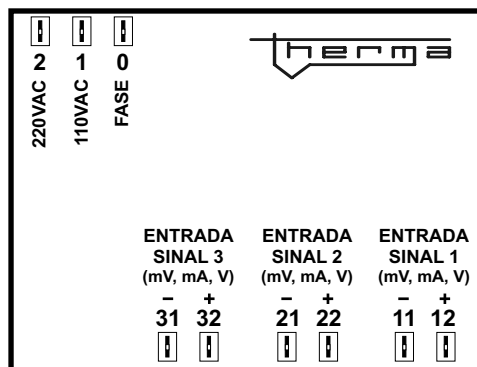 2 1 0
220VAC 110VAC FASE
therma
ENTRADA ENTRADA ENTRADA
SINAL 3 SINAL 2 SINAL 1
(mV, mA, V) (mV, mA, V) (mV, mA, V)
– + – + – +
31 32 21 22 11 12